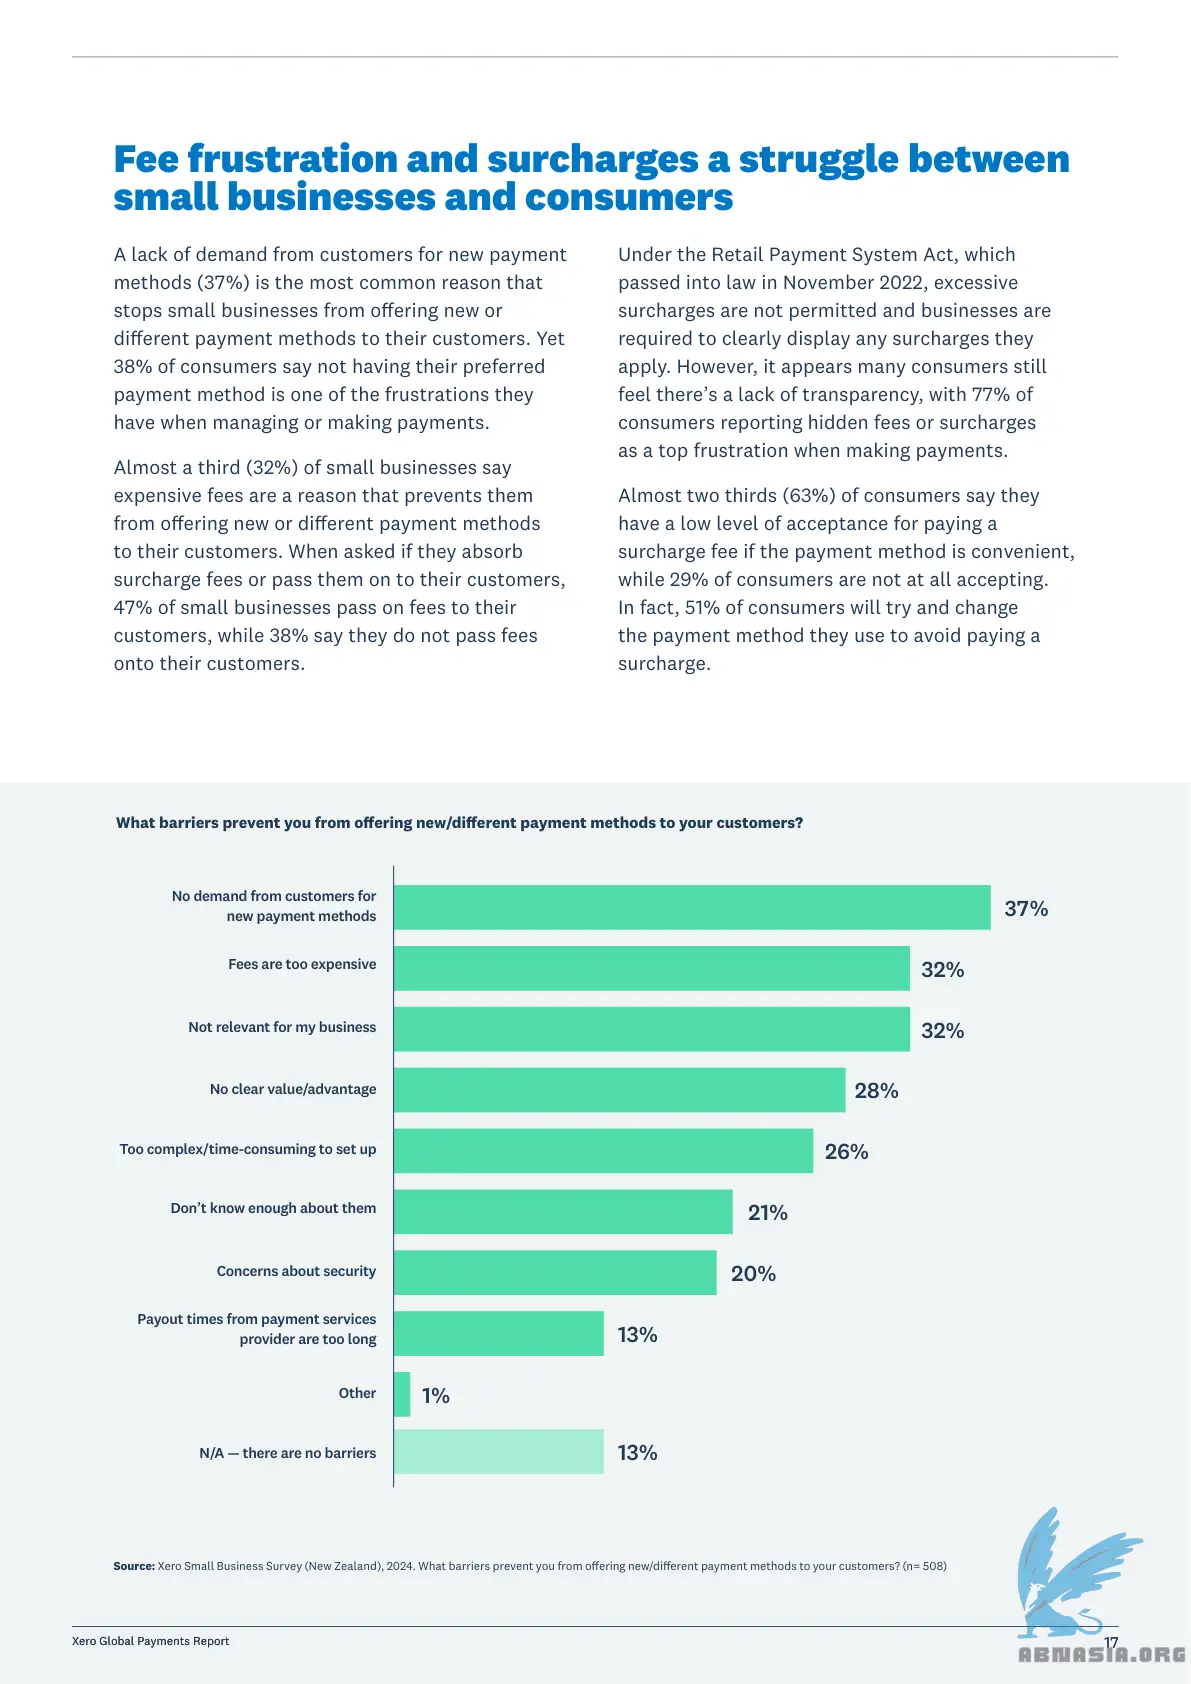 Fee frustration and surcharges a struggle between
small businesses and consumers
A lack of demand from customers for new payment
methods (37%) is the most common reason that
stops small businesses from offering new or
different payment methods to their customers. Yet
38% of consumers say not having their preferred
payment method is one of the frustrations they
have when managing or making payments.
Almost a third (32%) of small businesses say
expensive fees are a reason that prevents them
from offering new or different payment methods
to their customers. When asked if they absorb
surcharge fees or pass them on to their customers,
47% of small businesses pass on fees to their
customers, while 38% say they do not pass fees
onto their customers.
Under the Retail Payment System Act, which
passed into law in November 2022, excessive
surcharges are not permitted and businesses are
required to clearly display any surcharges they
apply. However, it appears many consumers still
feel there’s a lack of transparency, with 77% of
consumers reporting hidden fees or surcharges
as a top frustration when making payments.
Almost two thirds (63%) of consumers say they
have a low level of acceptance for paying a
surcharge fee if the payment method is convenient,
while 29% of consumers are not at all accepting.
In fact, 51% of consumers will try and change
the payment method they use to avoid paying a
surcharge.
What barriers prevent you from offering new/different payment methods to your customers?
No demand from customers for
new payment methods
37%
Fees are too expensive
32%
Not relevant for my business
32%
No clear value/advantage
28%
Too complex/time-consuming to set up
26%
Don’t know enough about them
21%
Concerns about security
20%
Payout times from payment services
provider are too long
13%
Other
1%
N/A — there are no barriers
13%
Source: Xero Small Business Survey (New Zealand), 2024. What barriers prevent you from offering new/different payment methods to your customers? (n= 508)
Xero Global Payments Report
17
ABNASIA.ORG